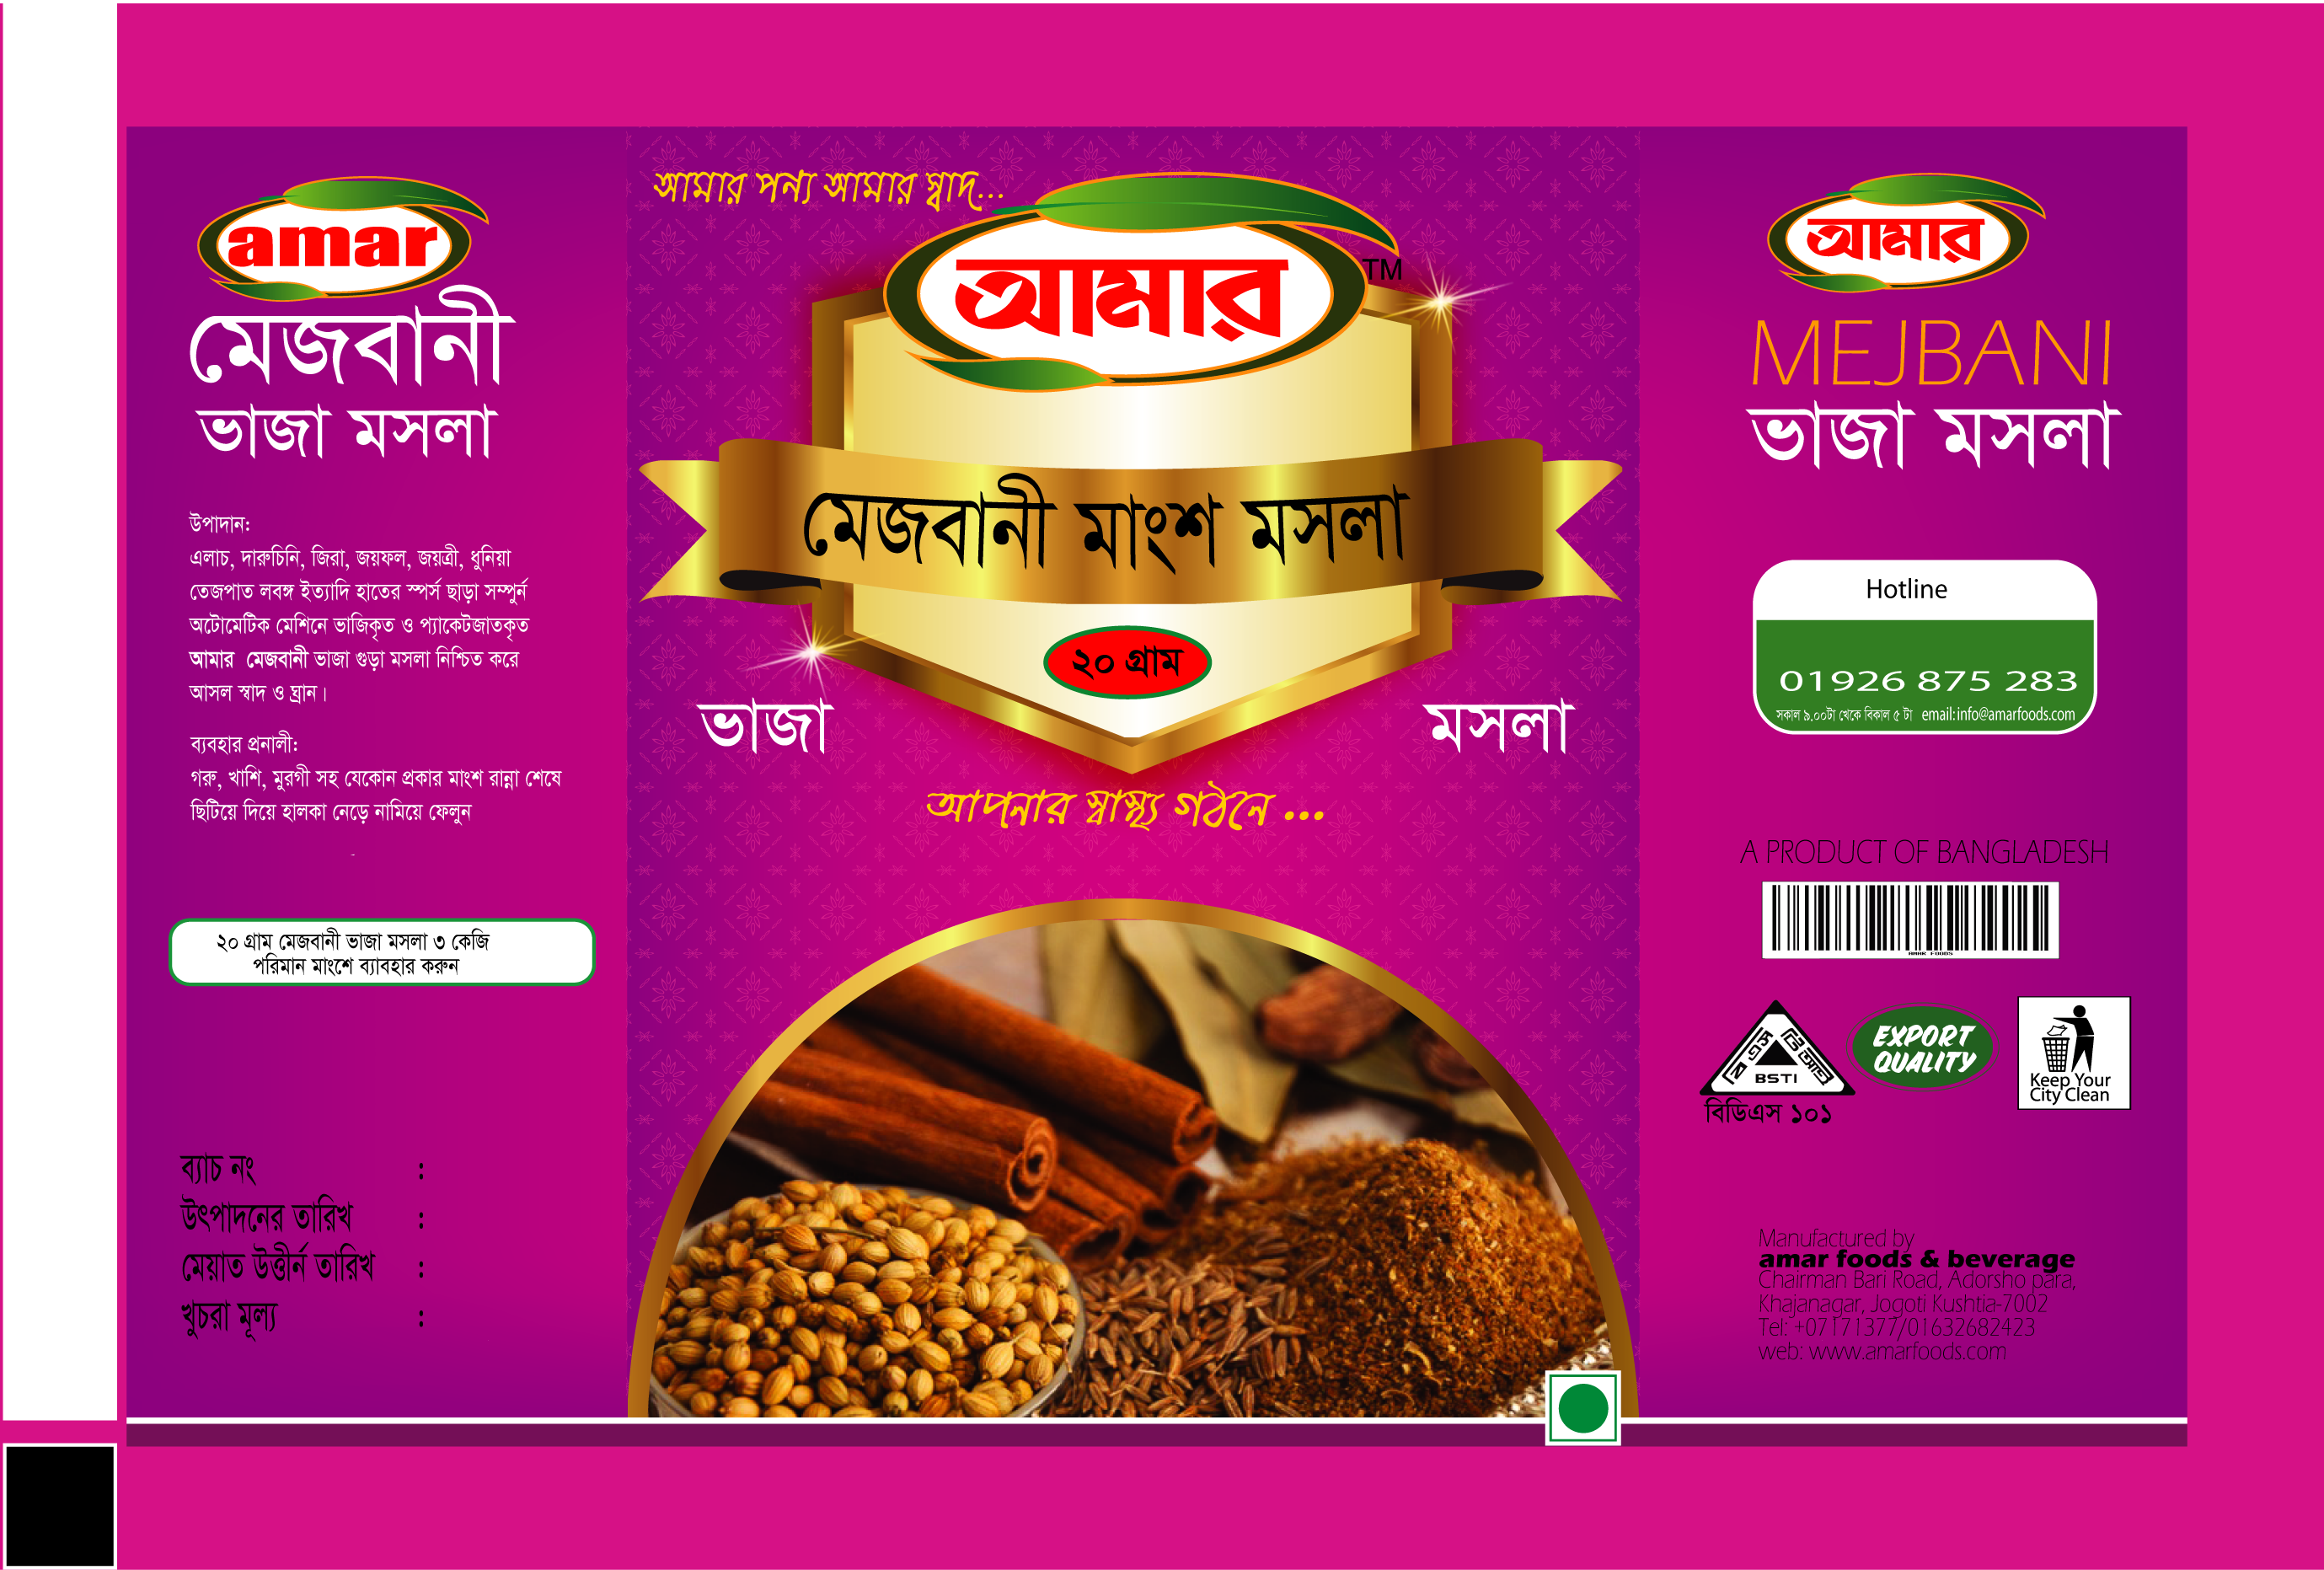 amar
মেজবানী
ভাজা মসলা
উপাদান:
এলাচ, দারুচিনি, জিরা, জয়ফল, জয়ত্রী, ধুনিয়া
তেজপাত লবঙ্গ ইত্যাদি হাতের স্পর্স ছাড়া সম্পুর্ন
অটোমেটিক মেশিনে ভাজিকৃত ও প্যাকেটজাতকৃত
আমার মেজবানী ভাজা গুড়া মসলা নিশ্চিত করে
আসল স্বাদ ও ঘ্রান।
ব্যবহার প্রনালী:
গরু, খাশি, মুরগী সহ যেকোন প্রকার মাংশ রান্না শেষে
ছিটিয়ে দিয়ে হালকা নেড়ে নামিয়ে ফেলুন
-
২০ গ্রাম মেজবানী ভাজা মসলা ৩ কেজি
পরিমান মাংশে ব্যাবহার করুন
ব্যাচ নং :
উৎপাদনের তারিখ :
মেয়াত উত্তীর্ন তারিখ :
খুচরা মূল্য :
আমার পন্য আমার স্বাদ...
আমার
TM
মেজবানী মাংশ মসলা
২০ গ্রাম
ভাজা মসলা
আপনার স্বাস্থ্য গঠনে ...
আমার
MEJBANI
ভাজা মসলা
Hotline
01926 875 283
সকাল ৯.০০টা থেকে বিকাল ৫ টা email:info@amarfoods.com
A PRODUCT OF BANGLADESH
AMAR FOODS
বি এস টি আই
BSTI
বিডিএস ১০১
EXPORT
QUALITY
Keep Your
City Clean
Manufactured by
amar foods & beverage
Chairman Bari Road, Adorsho para,
Khajanagar, Jogoti Kushtia-7002
Tel: +07171377/01632682423
web: www.amarfoods.com